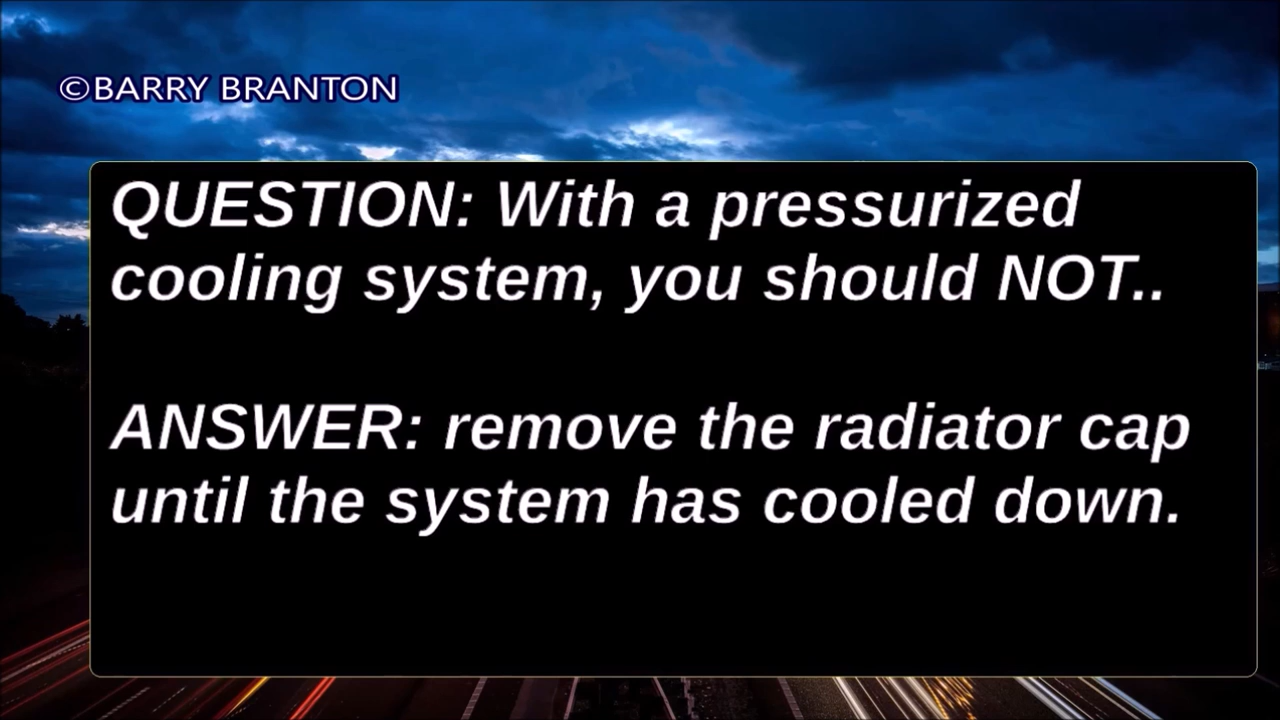 ©BARRY BRANTON
QUESTION: With a pressurized
cooling system, you should NOT..
ANSWER: remove the radiator cap
until the system has cooled down.